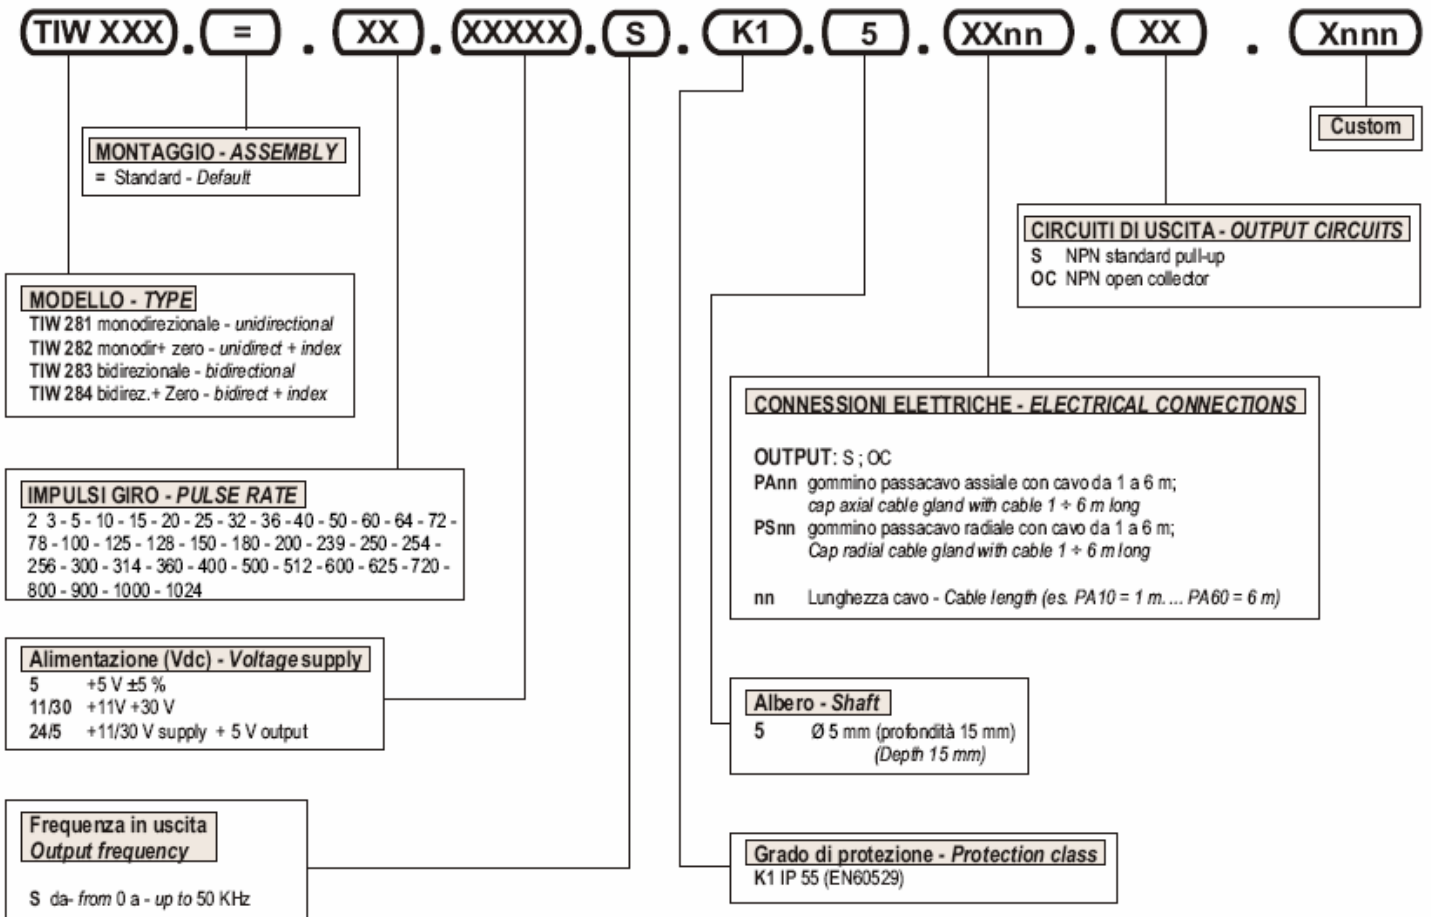 TIW XXX . = . XX . XXXXX . S . K1 . 5 . XXnn . XX . Xnnn
Custom
MONTAGGIO - ASSEMBLY
= Standard - Default
CIRCUITI DI USCITA - OUTPUT CIRCUITS
S NPN standard pull-up
OC NPN open collector
MODELLO - TYPE
TIW 281 monodirezionale - unidirectional
TIW 282 monodir+ zero - unidirect + index
TIW 283 bidirezionale - bidirectional
TIW 284 bidirez.+ Zero - bidirect + index
CONNESSIONI ELETTRICHE - ELECTRICAL CONNECTIONS
OUTPUT: S ; OC
PAnn gommino passacavo assiale con cavo da 1 a 6 m;
cap axial cable gland with cable 1 ÷ 6 m long
PSnn gommino passacavo radiale con cavo da 1 a 6 m;
Cap radial cable gland with cable 1 ÷ 6 m long
nn Lunghezza cavo - Cable length (es. PA10 = 1 m.... PA60 = 6 m)
IMPULSI GIRO - PULSE RATE
2 3 - 5 - 10 - 15 - 20 - 25 - 32 - 36 - 40 - 50 - 60 - 64 - 72 -
78 - 100 - 125 - 128 - 150 - 180 - 200 - 239 - 250 - 254 -
256 - 300 - 314 - 360 - 400 - 500 - 512 - 600 - 625 - 720 -
800 - 900 - 1000 - 1024
Alimentazione (Vdc) - Voltage supply
5 +5 V ±5 %
11/30 +11V +30 V
24/5 +11/30 V supply + 5 V output
Albero - Shaft
5 Ø 5 mm (profondità 15 mm)
(Depth 15 mm)
Frequenza in uscita
Output frequency
S da- from 0 a - up to 50 KHz
Grado di protezione - Protection class
K1 IP 55 (EN60529)